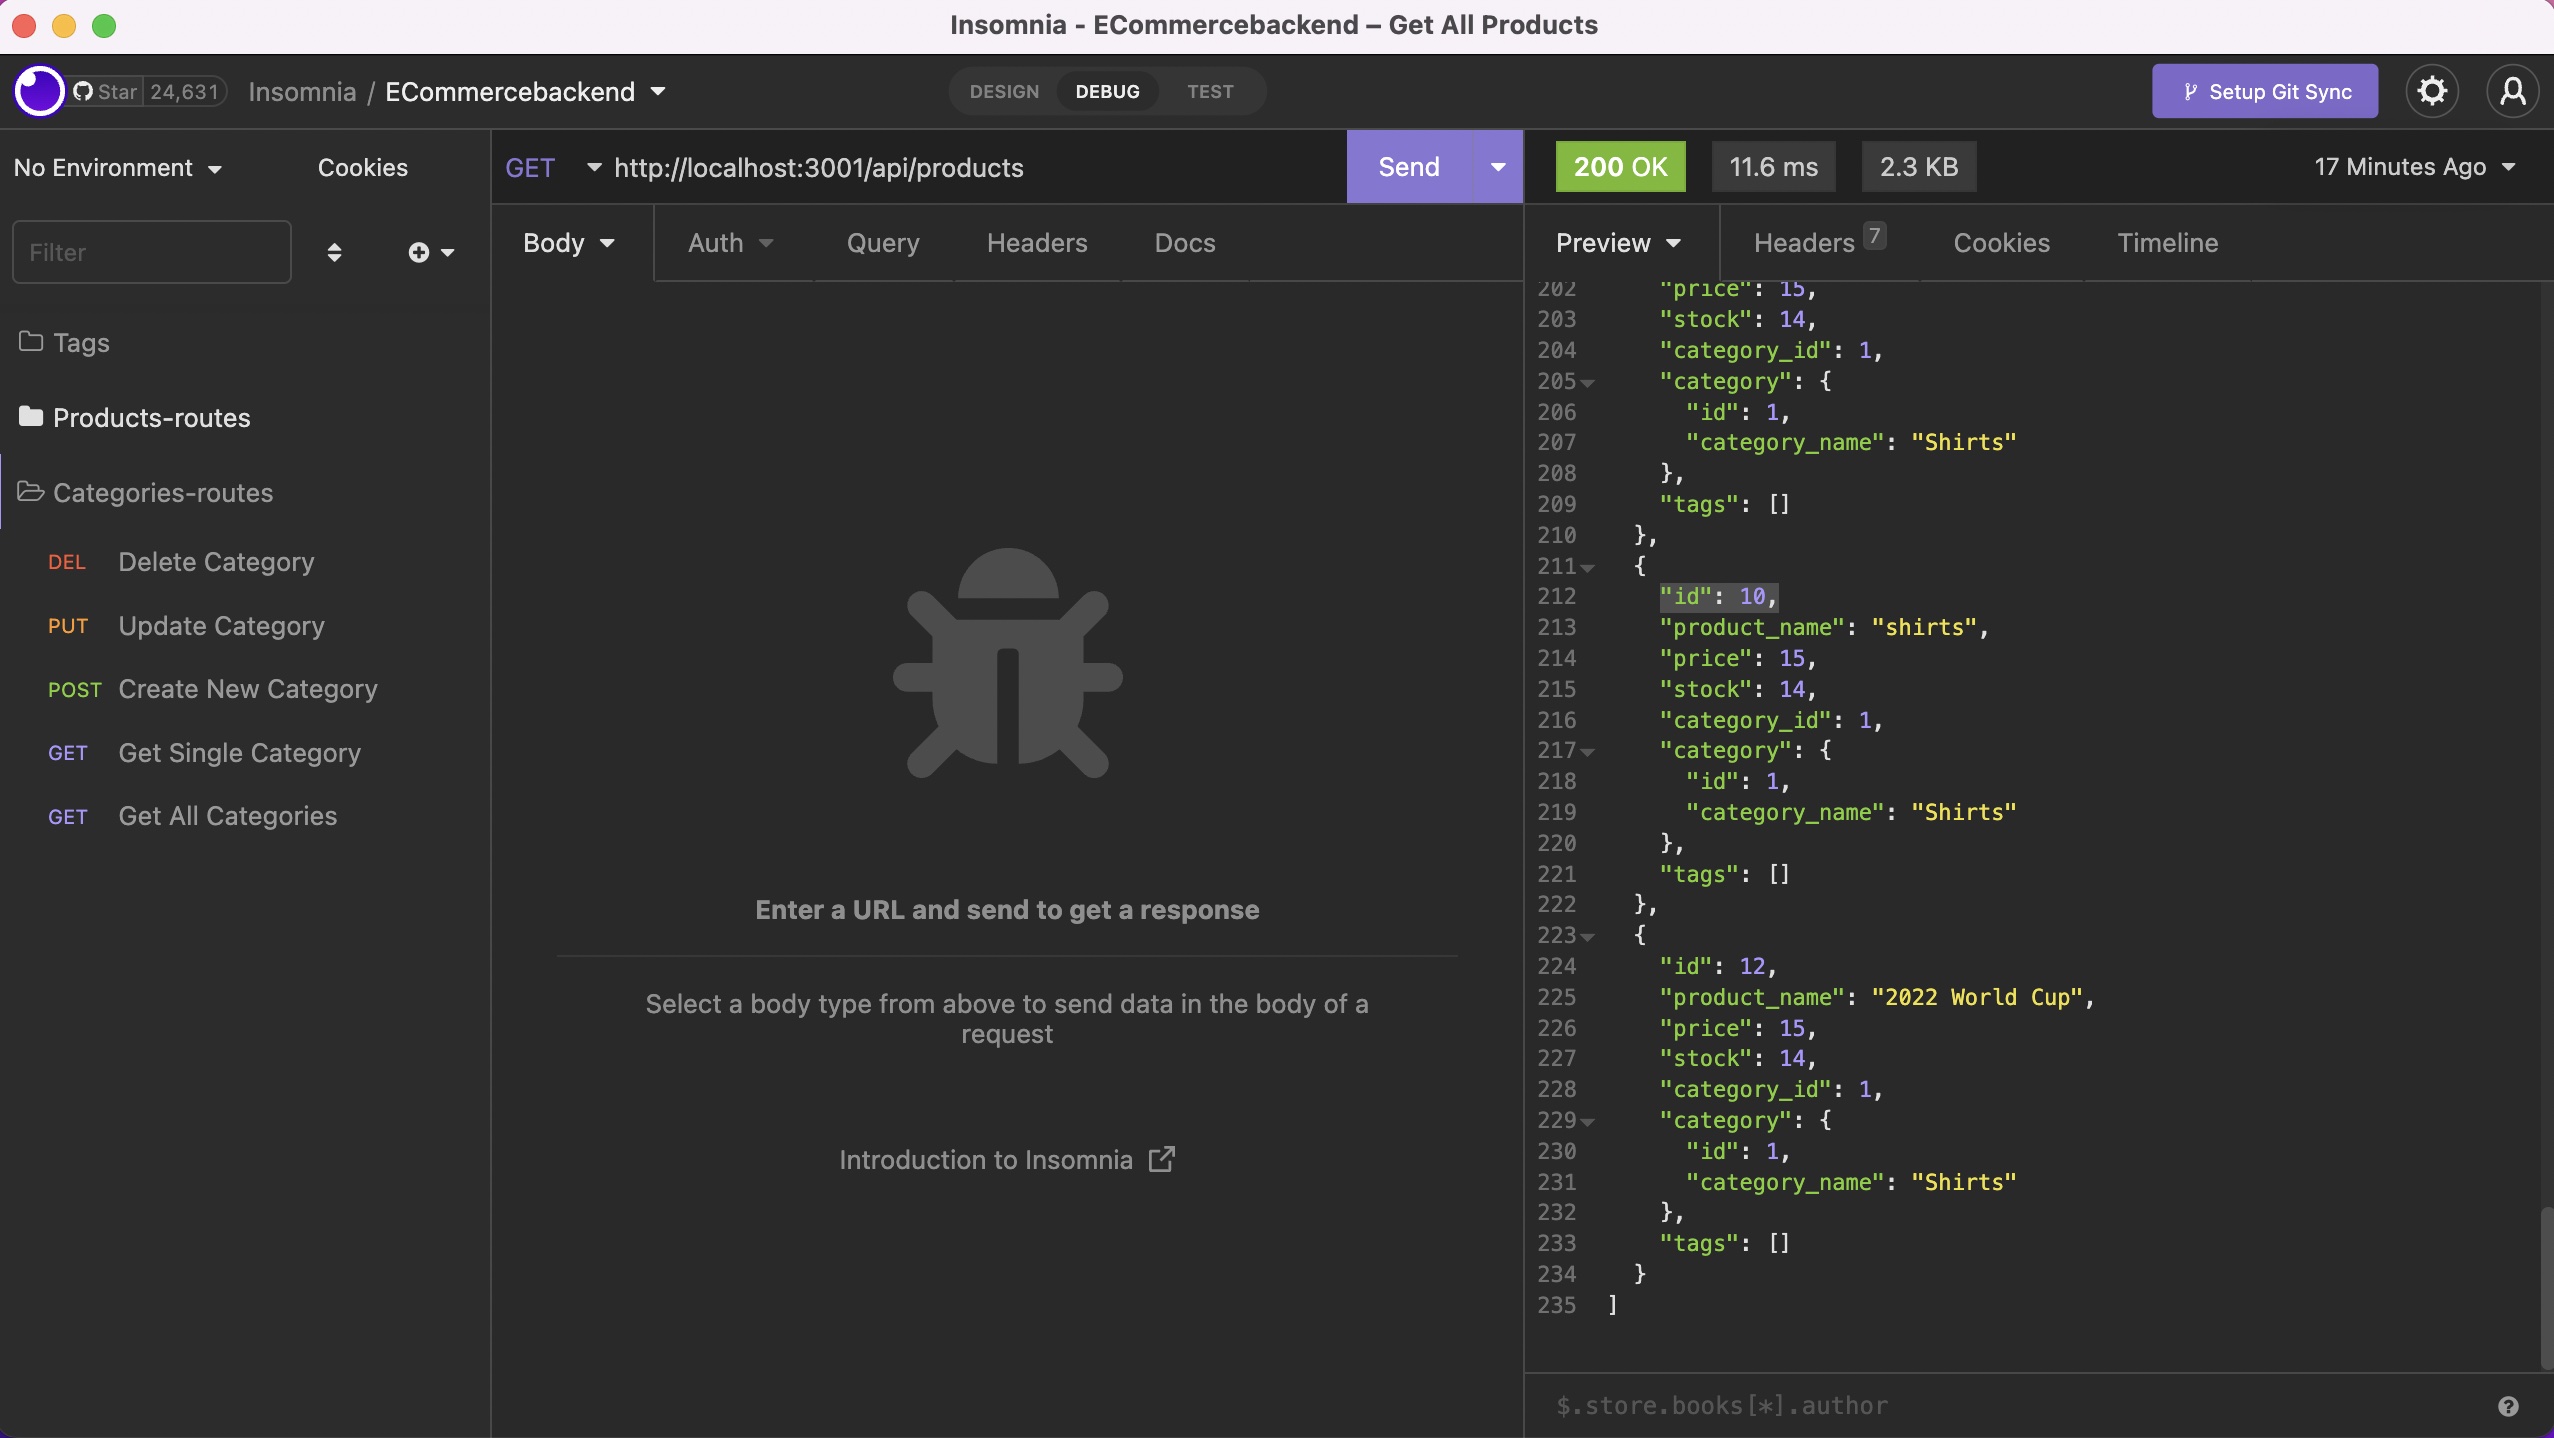 Insomnia - ECommercebackend – Get All Products
Star 24,631 Insomnia / ECommercebackend
DESIGN DEBUG TEST
Setup Git Sync
No Environment Cookies
Filter
Tags
Products-routes
Categories-routes
DEL Delete Category
PUT Update Category
POST Create New Category
GET Get Single Category
GET Get All Categories
GET http://localhost:3001/api/products Send
Body Auth Query Headers Docs
Enter a URL and send to get a response
Select a body type from above to send data in the body of a
request
Introduction to Insomnia
200 OK 11.6 ms 2.3 KB 17 Minutes Ago
Preview Headers 7 Cookies Timeline
202 "price": 15,
203 "stock": 14,
204 "category_id": 1,
205 "category": {
206 "id": 1,
207 "category_name": "Shirts"
208 },
209 "tags": []
210 },
211 {
212 "id": 10,
213 "product_name": "shirts",
214 "price": 15,
215 "stock": 14,
216 "category_id": 1,
217 "category": {
218 "id": 1,
219 "category_name": "Shirts"
220 },
221 "tags": []
222 },
223 {
224 "id": 12,
225 "product_name": "2022 World Cup",
226 "price": 15,
227 "stock": 14,
228 "category_id": 1,
229 "category": {
230 "id": 1,
231 "category_name": "Shirts"
232 },
233 "tags": []
234 }
235 ]
$.store.books[*].author